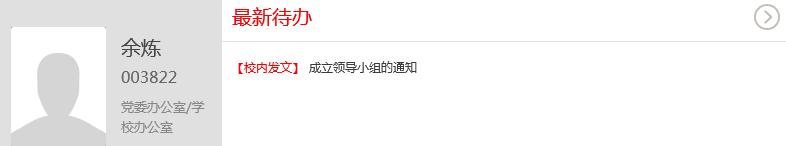 余炼
003822
党委办公室/学
校办公室
最新待办
【校内发文】 成立领导小组的通知